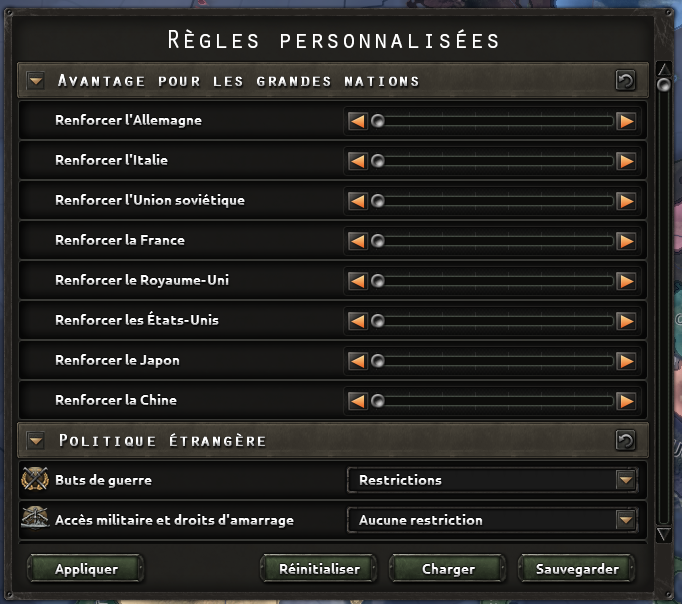 Règles personnalisées
Avantage pour les grandes nations
Renforcer l'Allemagne
Renforcer l'Italie
Renforcer l'Union soviétique
Renforcer la France
Renforcer le Royaume-Uni
Renforcer les États-Unis
Renforcer le Japon
Renforcer la Chine
Politique étrangère
Buts de guerre Restrictions
Accès militaire et droits d'amarrage Aucune restriction
Appliquer Réinitialiser Charger Sauvegarder